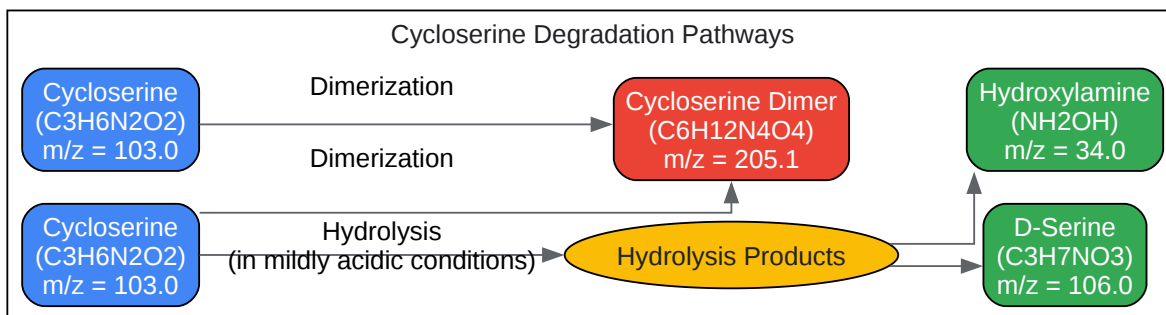 Cycloserine Degradation Pathways
Cycloserine
(C3H6N2O2)
m/z = 103.0
Dimerization
Cycloserine Dimer
(C6H12N4O4)
m/z = 205.1
Hydroxylamine
(NH2OH)
m/z = 34.0
Dimerization
Cycloserine
(C3H6N2O2)
m/z = 103.0
Hydrolysis
(in mildly acidic conditions)
Hydrolysis Products
D-Serine
(C3H7NO3)
m/z = 106.0